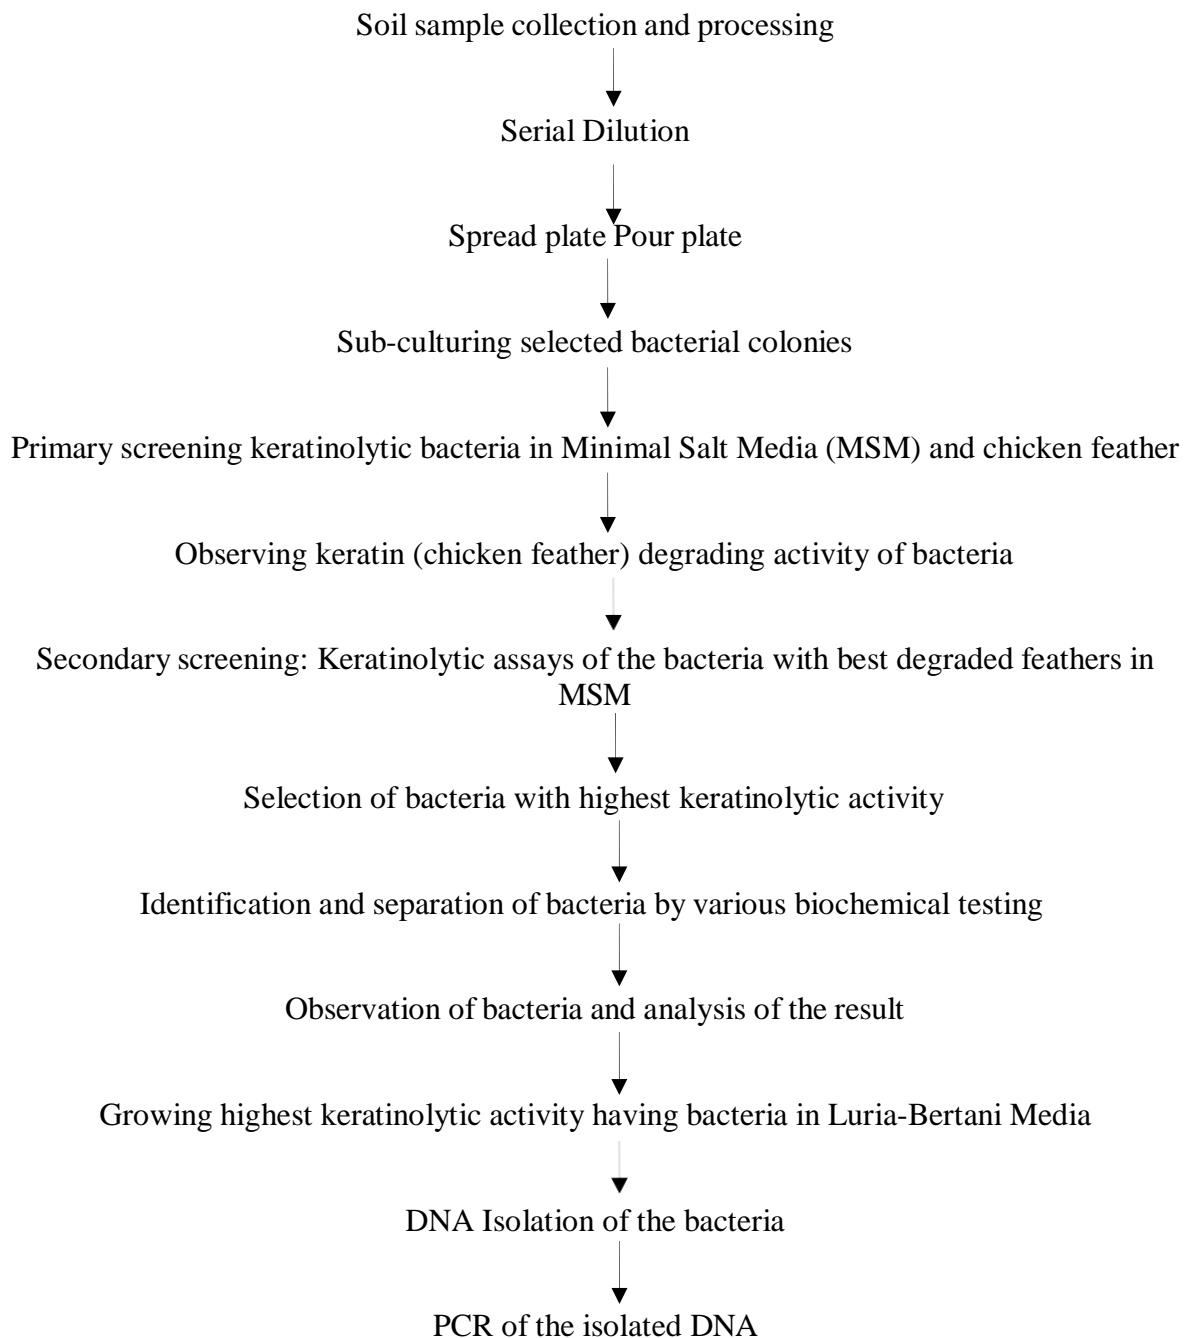 Soil sample collection and processing
Serial Dilution
Spread plate Pour plate
Sub-culturing selected bacterial colonies
Primary screening keratinolytic bacteria in Minimal Salt Media (MSM) and chicken feather
Observing keratin (chicken feather) degrading activity of bacteria
Secondary screening: Keratinolytic assays of the bacteria with best degraded feathers in
MSM
Selection of bacteria with highest keratinolytic activity
Identification and separation of bacteria by various biochemical testing
Observation of bacteria and analysis of the result
Growing highest keratinolytic activity having bacteria in Luria-Bertani Media
DNA Isolation of the bacteria
PCR of the isolated DNA